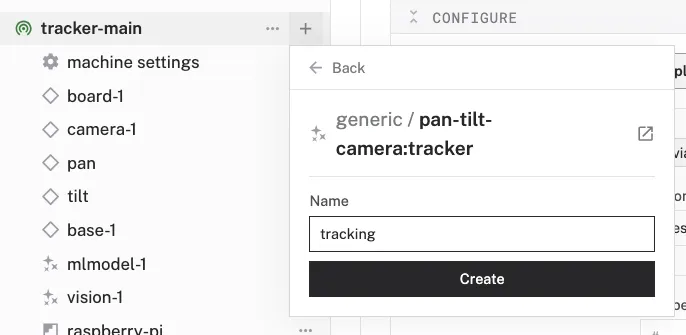 tracker-main
CONFIGURE
machine settings
Back
board-1
camera-1
generic / pan-tilt-
camera:tracker
pan
tilt
Name
base-1
tracking
mlmodel-1
Create
vision-1
raspberry-pi